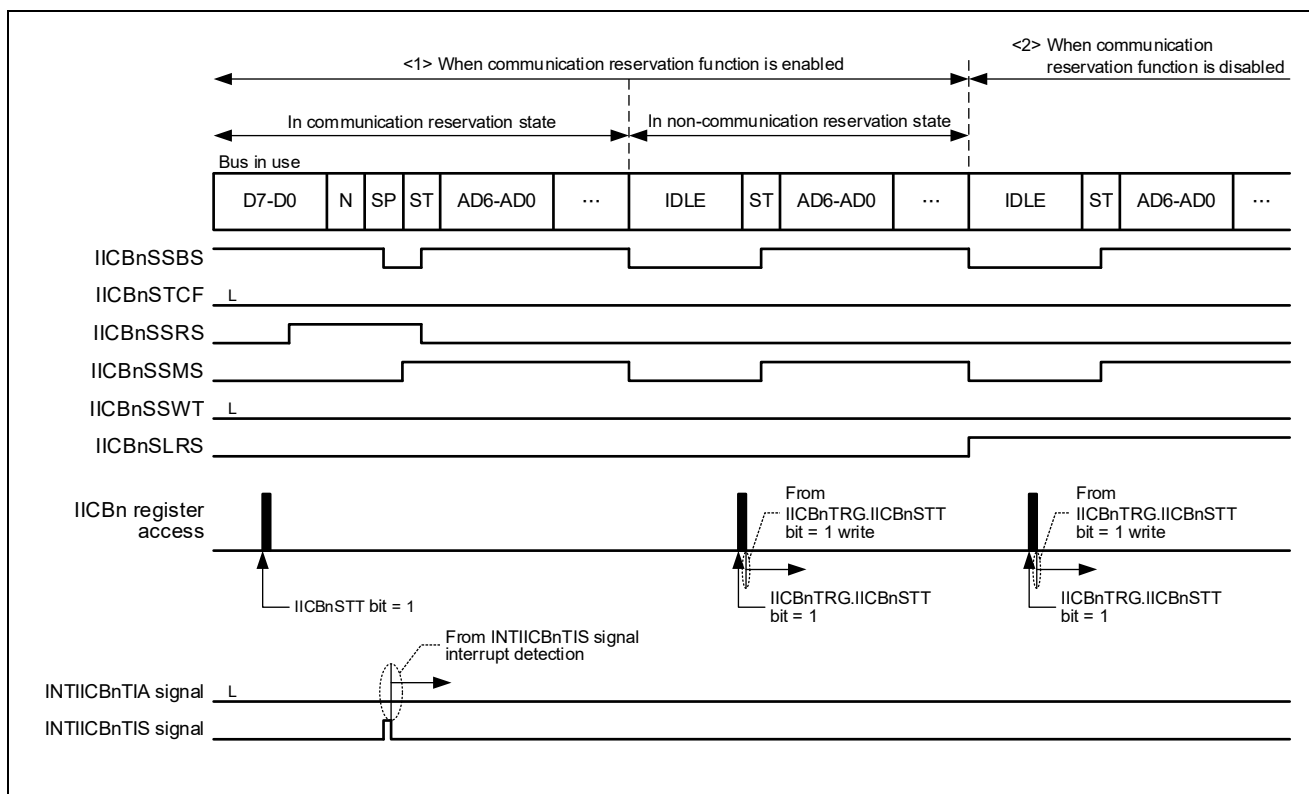 <2> When communication
<1> When communication reservation function is enabled
reservation function is disabled
In communication reservation state
In non-communication reservation state
Bus in use
D7-D0 N SP ST AD6-AD0 ⋯ IDLE ST AD6-AD0 ⋯ IDLE ST AD6-AD0 ⋯
IICBnSSBS
IICBnSTCF L
IICBnSSRS
IICBnSSMS
IICBnSSWT L
IICBnSLRS
IICBn register
access
From
IICBnTRG.IICBnSTT
bit = 1 write
From
IICBnTRG.IICBnSTT
bit = 1 write
IICBnSTT bit = 1
IICBnTRG.IICBnSTT
bit = 1
IICBnTRG.IICBnSTT
bit = 1
From INTIICBnTIS signal
interrupt detection
INTIICBnTIA signal L
INTIICBnTIS signal